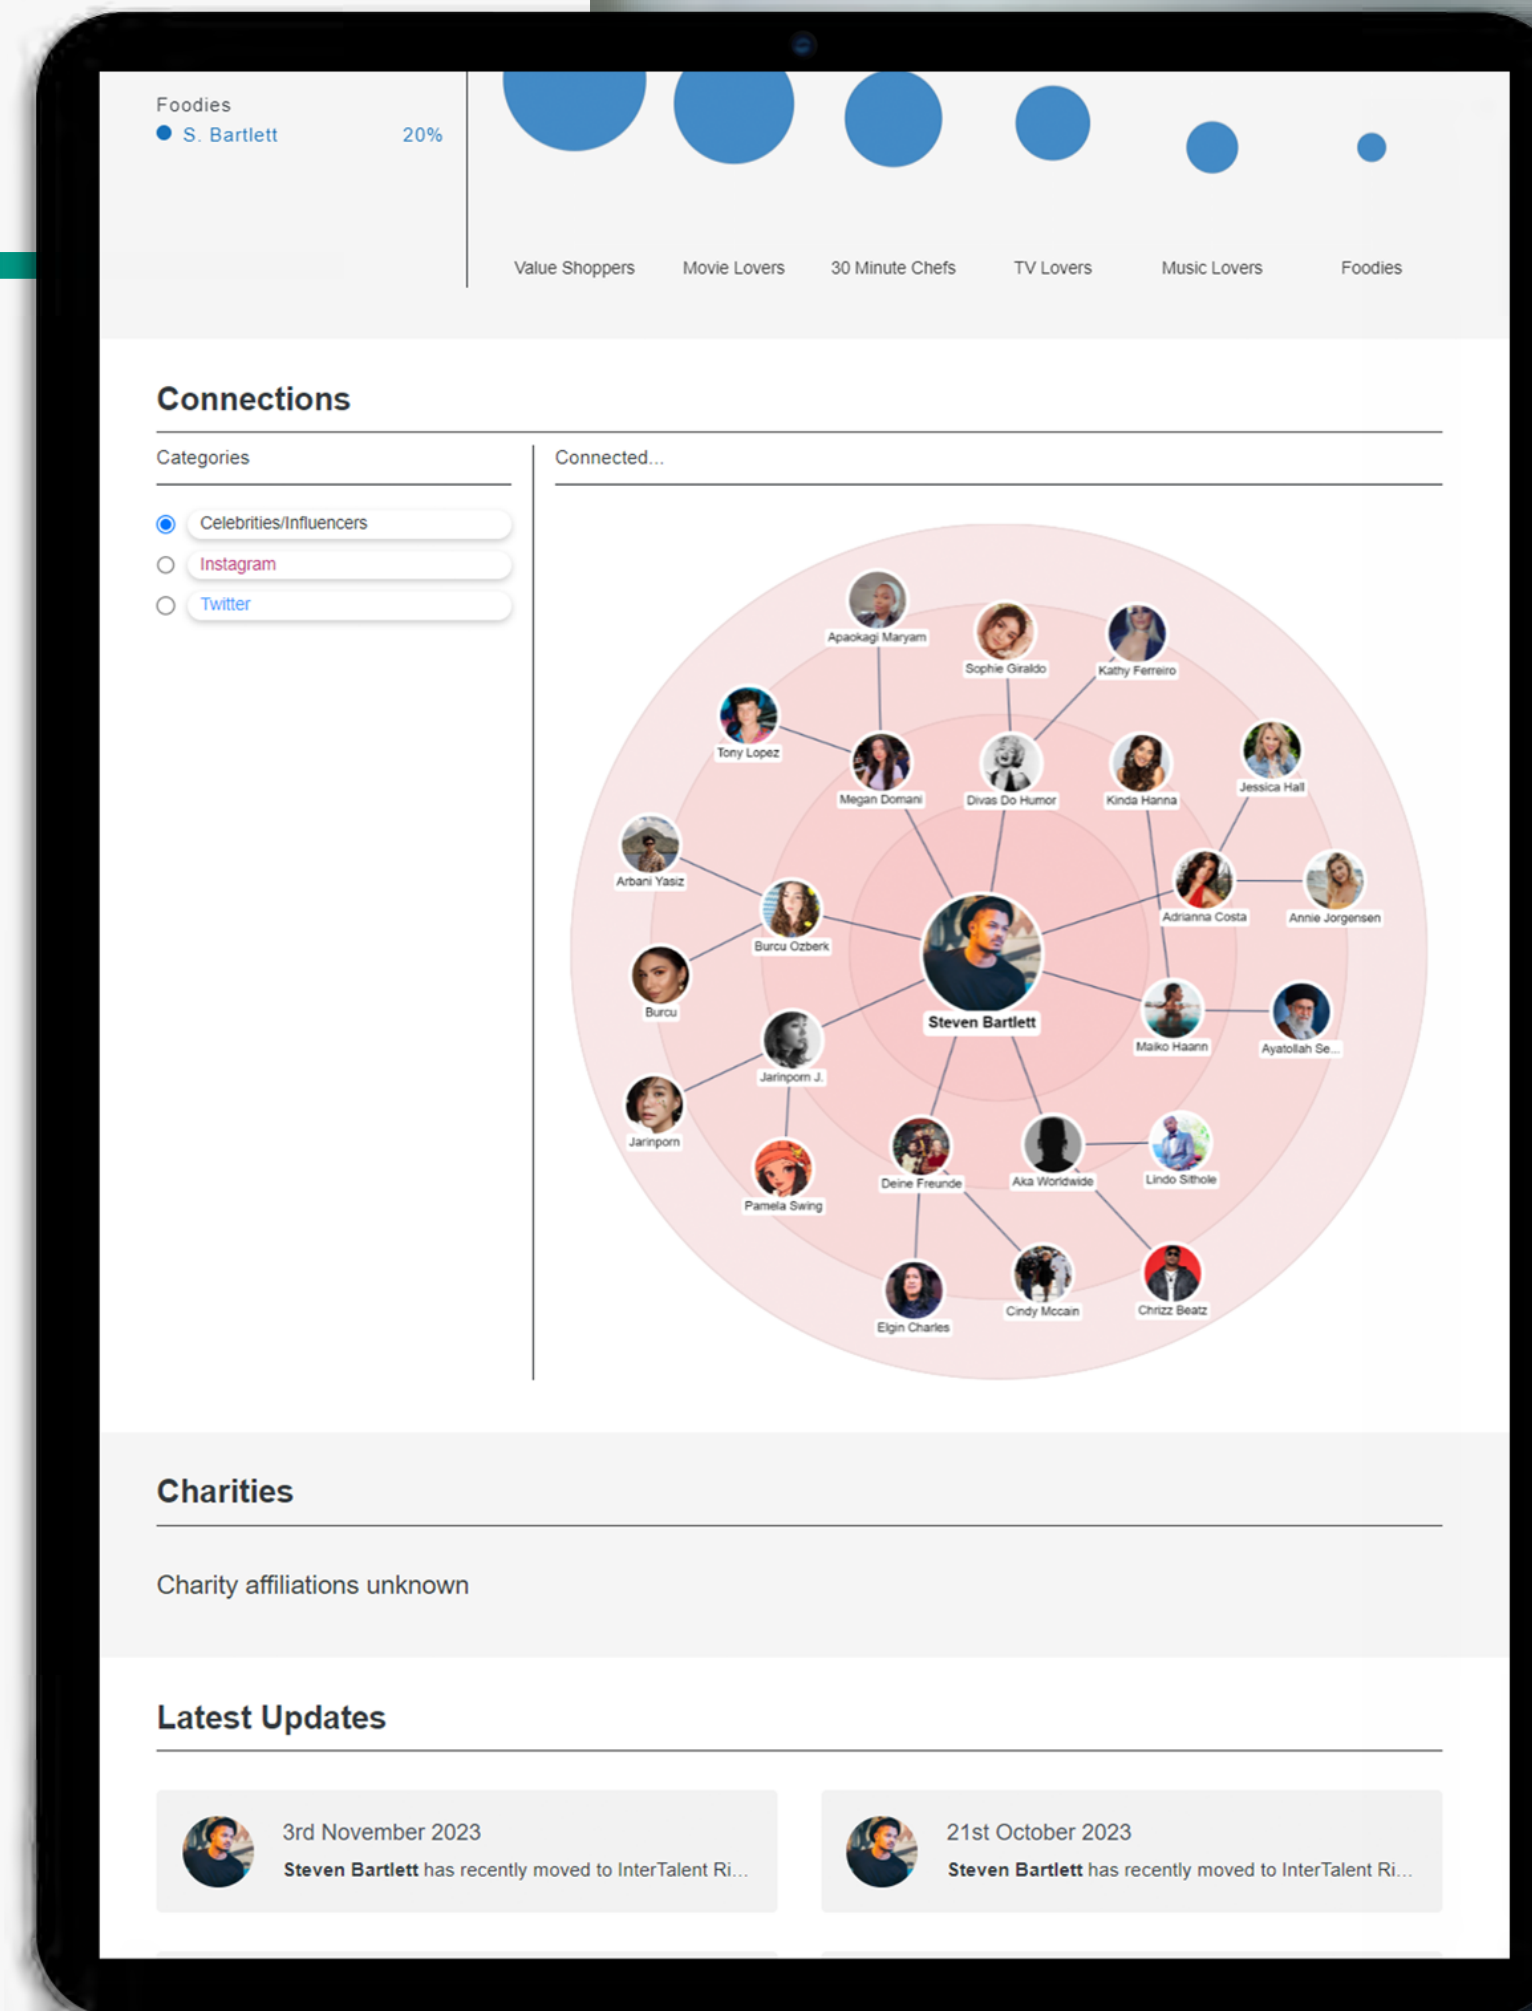 Foodies
S. Bartlett 20%
Value Shoppers Movie Lovers 30 Minute Chefs TV Lovers Music Lovers Foodies
Connections
Categories
Connected...
Celebrities/Influencers
Instagram
Twitter
Apaokagi Maryam
Sophie Giraldo
Kathy Ferreiro
Tony Lopez
Megan Domani
Divas Do Humor
Kinda Hanna
Jessica Hall
Arbani Yasiz
Burcu Ozberk
Adrianna Costa
Annie Jorgensen
Burcu
Steven Bartlett
Maiko Haann
Ayatollah Se...
Jarinporn J.
Jarinporn
Pamela Swing
Deine Freunde
Aka Worldwide
Lindo Sithole
Elgin Charles
Cindy Mccain
Chrizz Beatz
Charities
Charity affiliations unknown
Latest Updates
3rd November 2023
Steven Bartlett has recently moved to InterTalent Ri...
21st October 2023
Steven Bartlett has recently moved to InterTalent Ri...